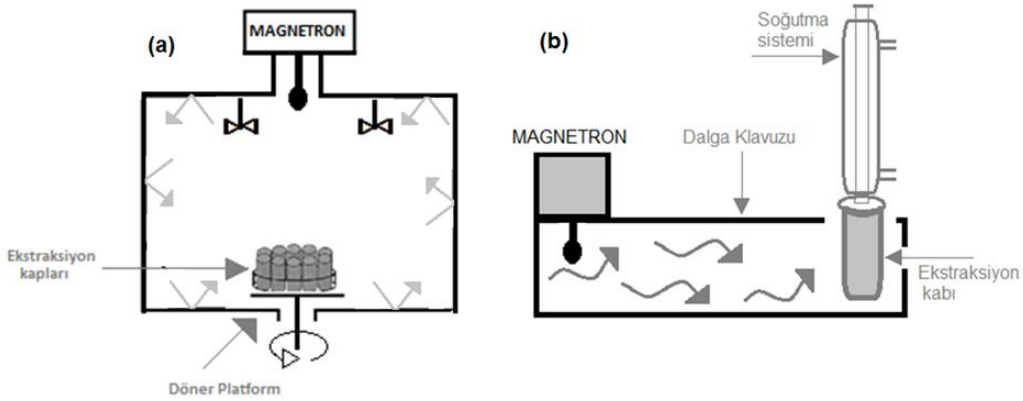 (a)
MAGNETRON
Ekstraksiyon
kapları
Döner Platform
(b)
Soğutma
sistemi
MAGNETRON
Dalga Klavuzu
Ekstraksiyon
kabı